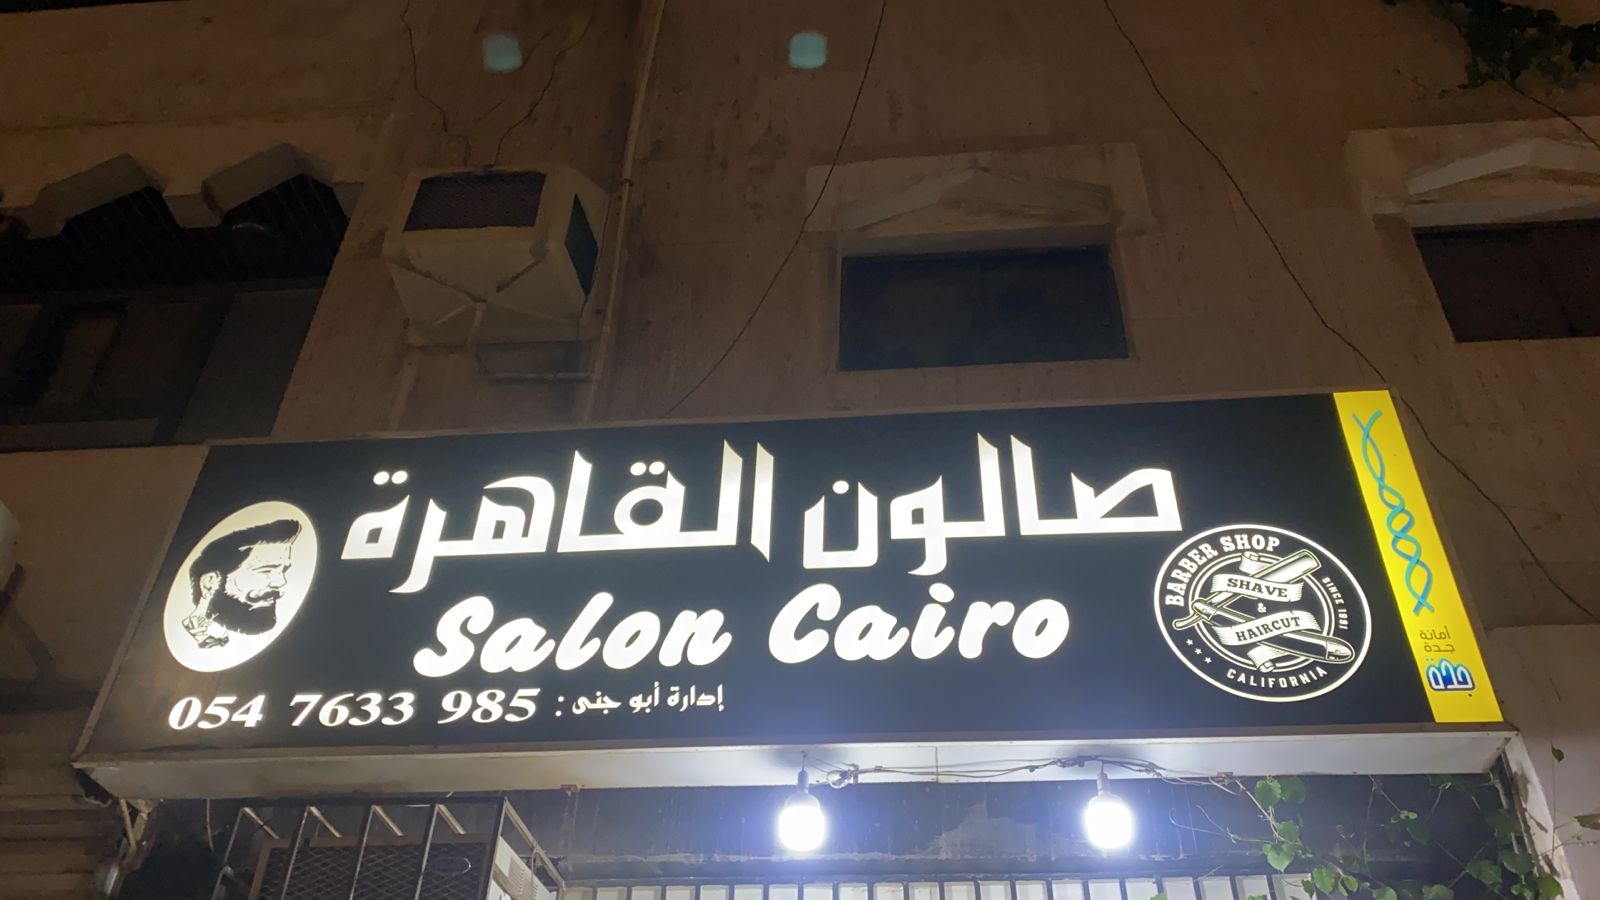 صالون القاهرة
Salon Cairo
إدارة أبو جنى : 054 7633 985
BARBER SHOP
SHAVE
&
HAIRCUT
SINCE 1891
CALIFORNIA
أمانة
جدة
جدة